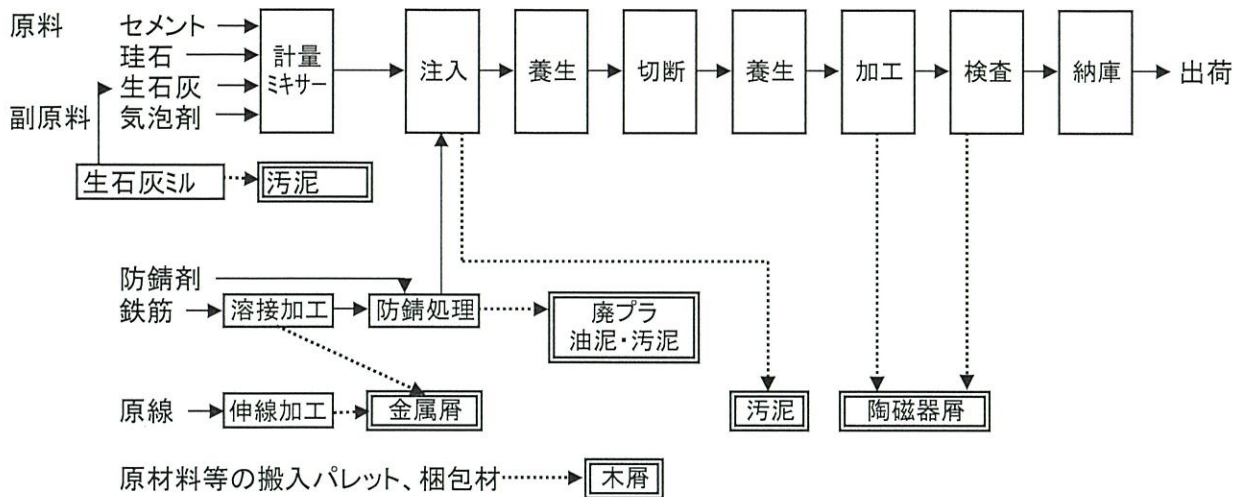 原料
セメント
珪石
生石灰
副原料
気泡剤
計量
ミキサー
注入
養生
切断
養生
加工
検査
納庫
出荷
生石灰ミル
汚泥
防錆剤
鉄筋
溶接加工
防錆処理
廃プラ
油泥・汚泥
原線
伸線加工
金属屑
汚泥
陶磁器屑
原材料等の搬入パレット、梱包材
木屑